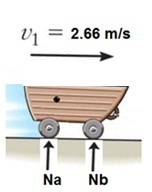 v₁ = 2.66 m/s
Na Nb